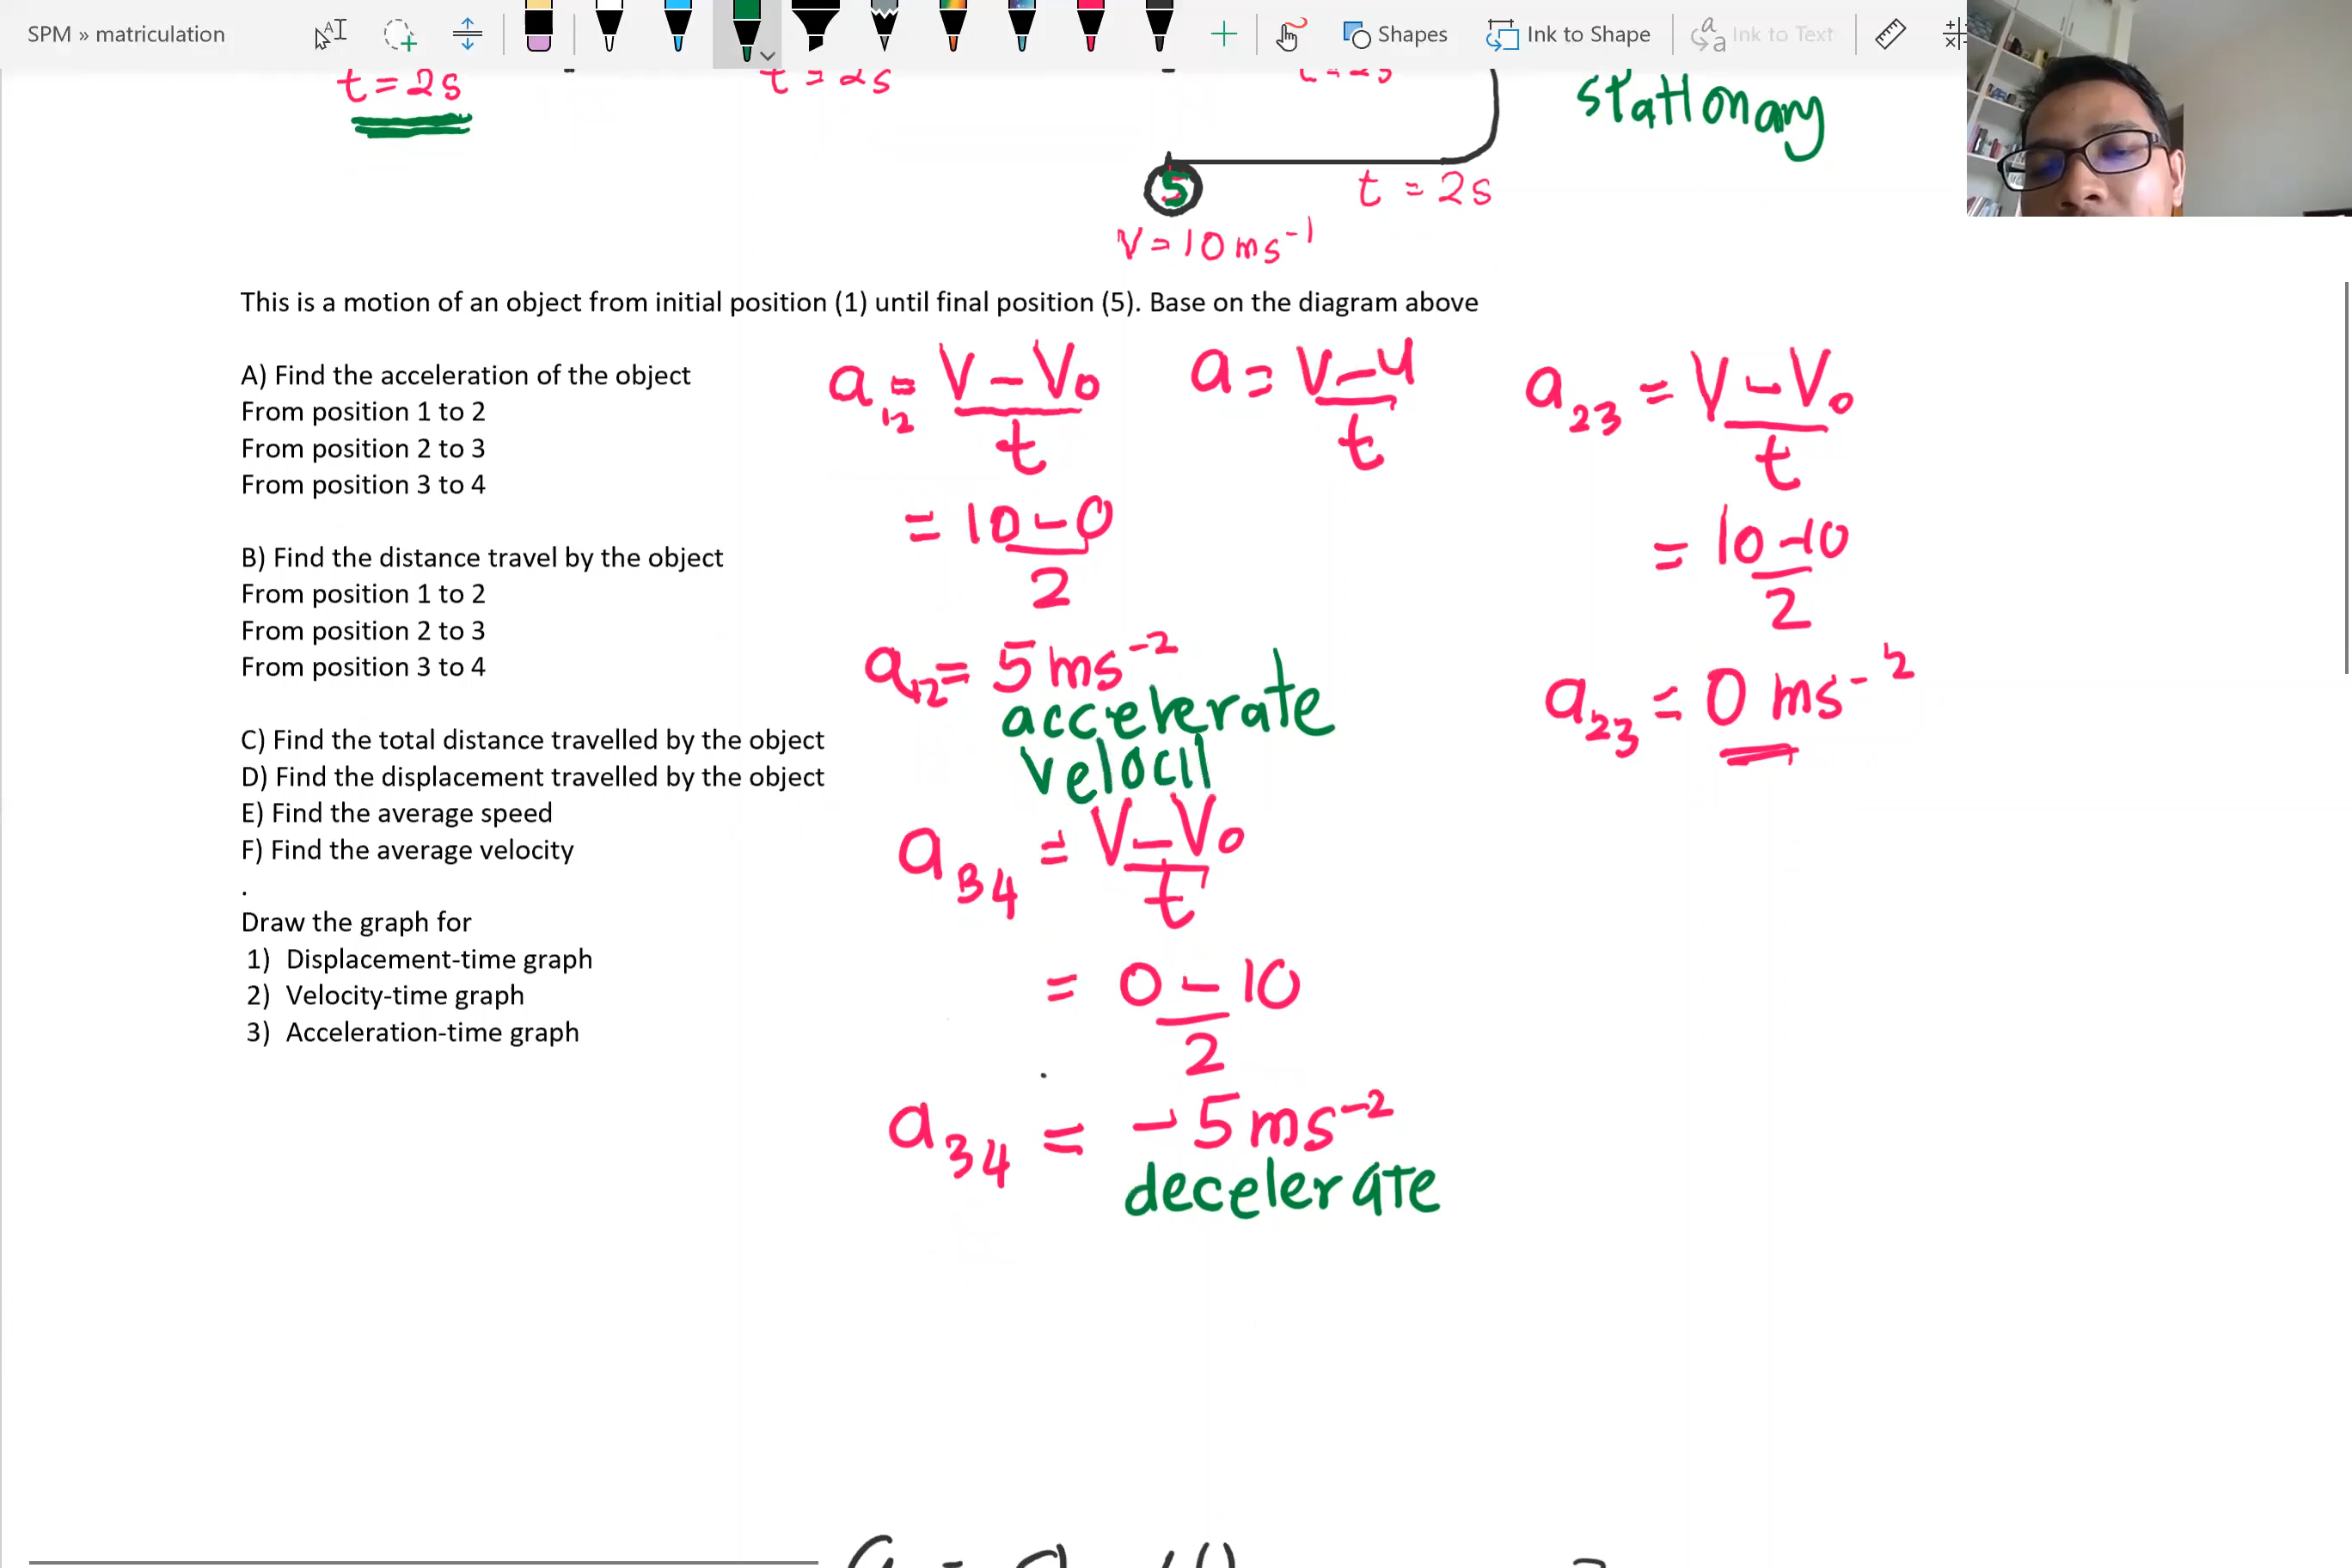 SPM » matriculation
Shapes
Ink to Shape
Ink to Text
t = 2s
t = 2s
t = 2s
stationary
5
t = 2s
V = 10 ms⁻¹
This is a motion of an object from initial position (1) until final position (5). Base on the diagram above
A) Find the acceleration of the object
From position 1 to 2
From position 2 to 3
From position 3 to 4
B) Find the distance travel by the object
From position 1 to 2
From position 2 to 3
From position 3 to 4
C) Find the total distance travelled by the object
D) Find the displacement travelled by the object
E) Find the average speed
F) Find the average velocity
.
Draw the graph for
1) Displacement-time graph
2) Velocity-time graph
3) Acceleration-time graph
a₁₂ = V – V₀
t
= 10 – 0
2
a₁₂ = 5 ms⁻²
accelerate
velocit
a = V – u
t
a₂₃ = V – V₀
t
= 10 – 10
2
a₂₃ = 0 ms⁻²
a₃₄ = V – V₀
t
= 0 – 10
2
a₃₄ = –5 ms⁻²
decelerate